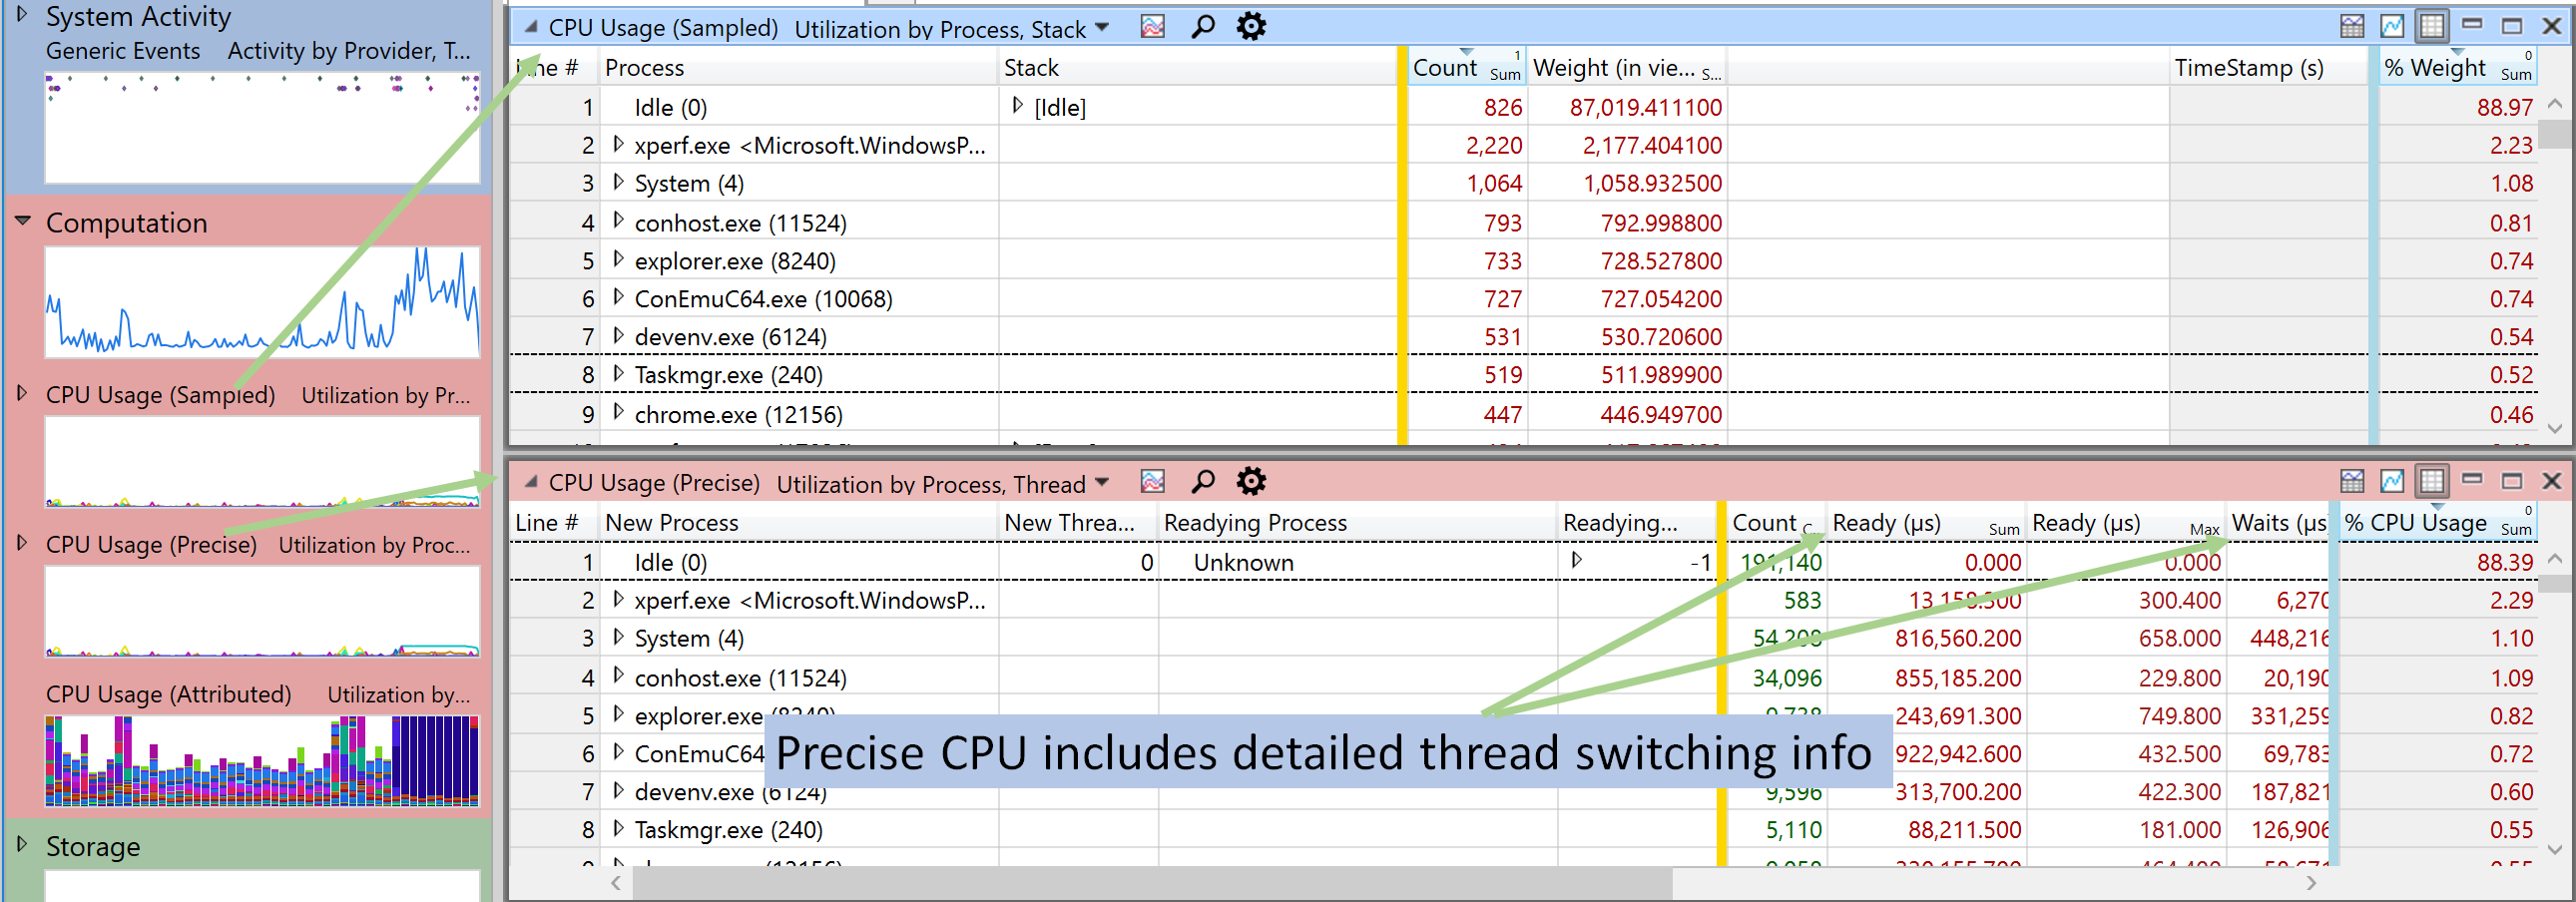 System Activity
Generic Events Activity by Provider, T...
Computation
CPU Usage (Sampled) Utilization by Pr...
CPU Usage (Precise) Utilization by Proc...
CPU Usage (Attributed) Utilization by...
Storage
CPU Usage (Sampled) Utilization by Process, Stack
Line # Process Stack Count 1 Sum Weight (in vie... S... TimeStamp (s) % Weight 0 Sum
1 Idle (0) [Idle] 826 87,019.411100 88.97
2 xperf.exe <Microsoft.WindowsP... 2,220 2,177.404100 2.23
3 System (4) 1,064 1,058.932500 1.08
4 conhost.exe (11524) 793 792.998800 0.81
5 explorer.exe (8240) 733 728.527800 0.74
6 ConEmuC64.exe (10068) 727 727.054200 0.74
7 devenv.exe (6124) 531 530.720600 0.54
8 Taskmgr.exe (240) 519 511.989900 0.52
9 chrome.exe (12156) 447 446.949700 0.46
CPU Usage (Precise) Utilization by Process, Thread
Line # New Process New Threa... Readying Process Readying... Count C... Ready (µs) Sum Ready (µs) Max Waits (µs % CPU Usage 0 Sum
1 Idle (0) 0 Unknown -1 191,140 0.000 0.000 88.39
2 xperf.exe <Microsoft.WindowsP... 583 13,158.300 300.400 6,270 2.29
3 System (4) 54,208 816,560.200 658.000 448,216 1.10
4 conhost.exe (11524) 34,096 855,185.200 229.800 20,190 1.09
5 explorer.exe (8240) 9,738 243,691.300 749.800 331,259 0.82
6 ConEmuC64 922,942.600 432.500 69,783 0.72
7 devenv.exe (6124) 9,596 313,700.200 422.300 187,821 0.60
8 Taskmgr.exe (240) 5,110 88,211.500 181.000 126,906 0.55
Precise CPU includes detailed thread switching info